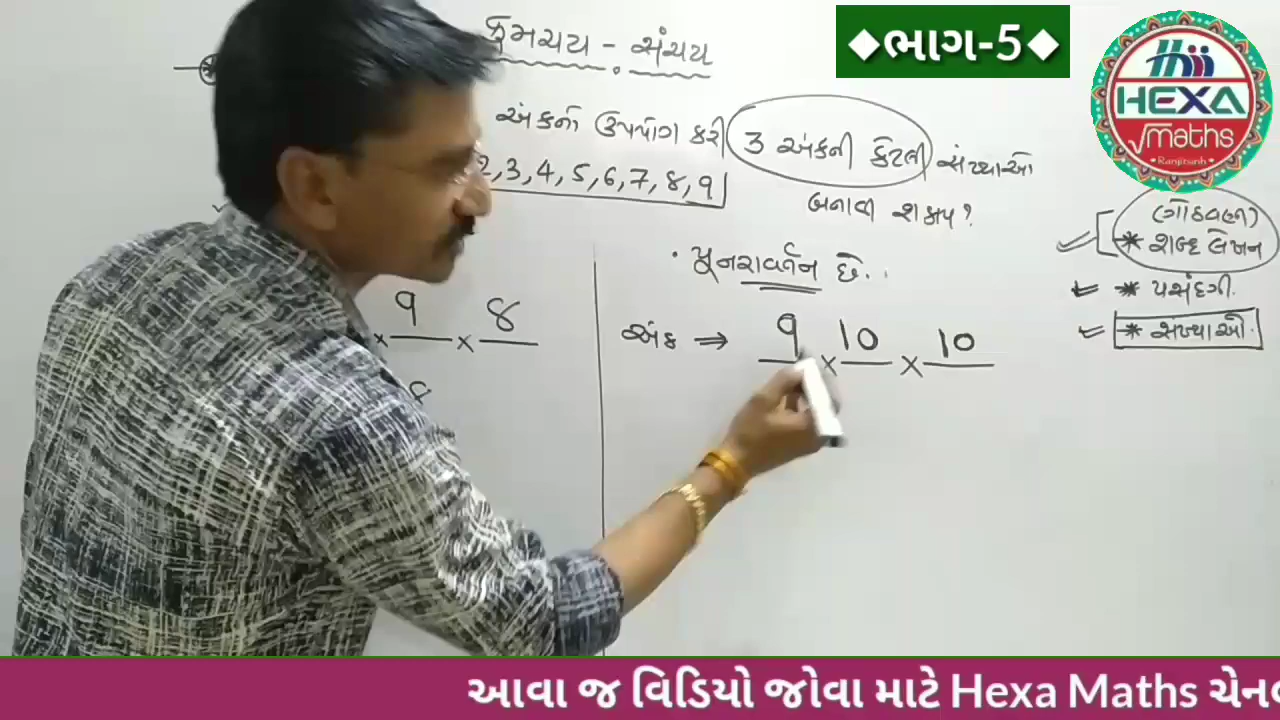 ક્રમચય - સંચય
◆ભાગ-5◆
HEXA
maths
Ranjitsinh
અંકનો ઉપયોગ કરી 3 અંકની કેટલી સંખ્યાઓ
2, 3, 4, 5, 6, 7, 8, 9
બનાવી શકાય?
(ગોઠવણ)
* શબ્દ લેખન
* પસંદગી.
* સંખ્યાઓ.
• પુનરાવર્તન છે..
× 9 × 8
અંક ⇒ 9 × 10 × 10
આવા જ વિડિયો જોવા માટે Hexa Maths